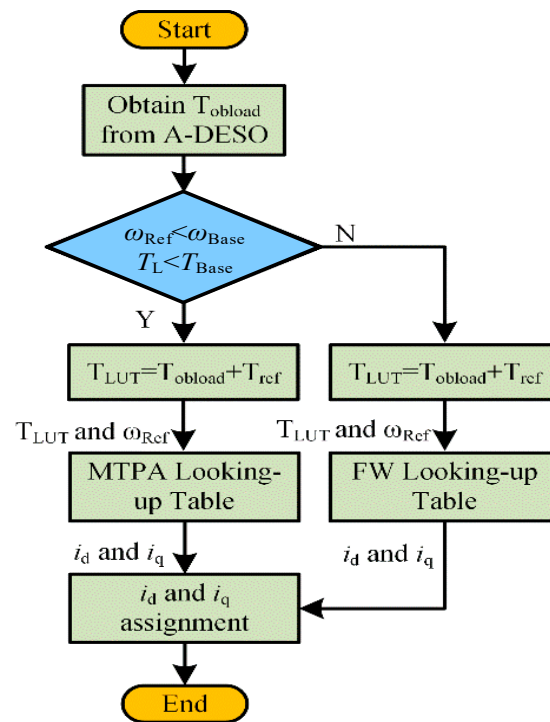 Start
Obtain T_obload
from A-DESO
ω_Ref<ω_Base
T_L<T_Base
N
Y
T_LUT=T_obload+T_ref
T_LUT=T_obload+T_ref
T_LUT and ω_Ref
T_LUT and ω_Ref
MTPA Looking-
up Table
FW Looking-up
Table
i_d and i_q
i_d and i_q
i_d and i_q
assignment
End